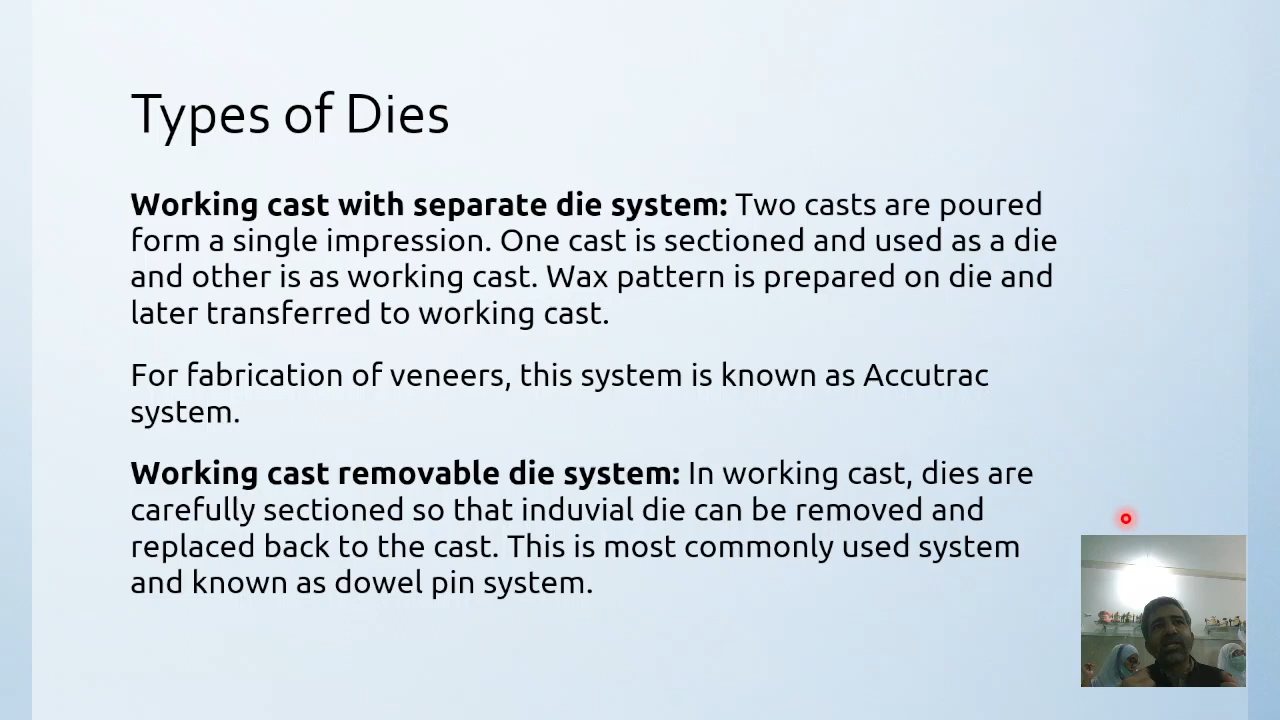 Types of Dies
Working cast with separate die system: Two casts are poured
form a single impression. One cast is sectioned and used as a die
and other is as working cast. Wax pattern is prepared on die and
later transferred to working cast.
For fabrication of veneers, this system is known as Accutrac
system.
Working cast removable die system: In working cast, dies are
carefully sectioned so that induvial die can be removed and
replaced back to the cast. This is most commonly used system
and known as dowel pin system.